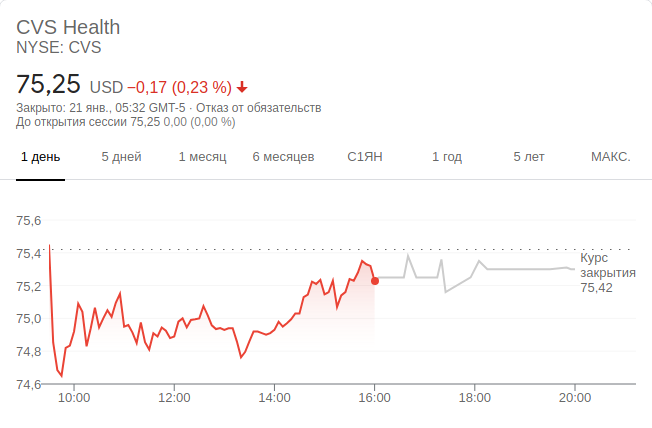 CVS Health
NYSE: CVS
75,25 USD −0,17 (0,23 %)
Закрыто: 21 янв., 05:32 GMT-5 · Отказ от обязательств
До открытия сессии 75,25 0,00 (0,00 %)
1 день 5 дней 1 месяц 6 месяцев С1ЯН 1 год 5 лет МАКС.
75,6
75,4
Курс
закрытия
75,42
75,2
75,0
74,8
74,6
10:00 12:00 14:00 16:00 18:00 20:00